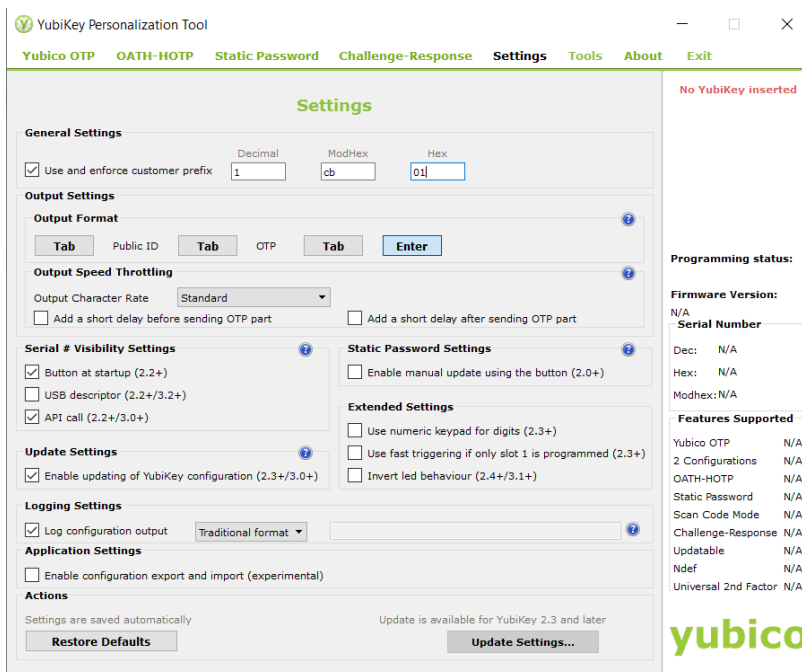 YubiKey Personalization Tool
Yubico OTP OATH-HOTP Static Password Challenge-Response Settings Tools About Exit
No YubiKey inserted
Settings
General Settings
Decimal ModHex Hex
Use and enforce customer prefix 1 cb 01
Output Settings
Output Format
Tab Public ID Tab OTP Tab Enter
Output Speed Throttling
Output Character Rate Standard
Add a short delay before sending OTP part Add a short delay after sending OTP part
Serial # Visibility Settings
Button at startup (2.2+)
USB descriptor (2.2+/3.2+)
API call (2.2+/3.0+)
Static Password Settings
Enable manual update using the button (2.0+)
Extended Settings
Use numeric keypad for digits (2.3+)
Use fast triggering if only slot 1 is programmed (2.3+)
Invert led behaviour (2.4+/3.1+)
Update Settings
Enable updating of YubiKey configuration (2.3+/3.0+)
Logging Settings
Log configuration output Traditional format
Application Settings
Enable configuration export and import (experimental)
Actions
Settings are saved automatically Update is available for YubiKey 2.3 and later
Restore Defaults Update Settings...
Programming status:
Firmware Version:
N/A
Serial Number
Dec: N/A
Hex: N/A
Modhex: N/A
Features Supported
Yubico OTP N/A
2 Configurations N/A
OATH-HOTP N/A
Static Password N/A
Scan Code Mode N/A
Challenge-Response N/A
Updatable N/A
Ndef N/A
Universal 2nd Factor N/A
yubico